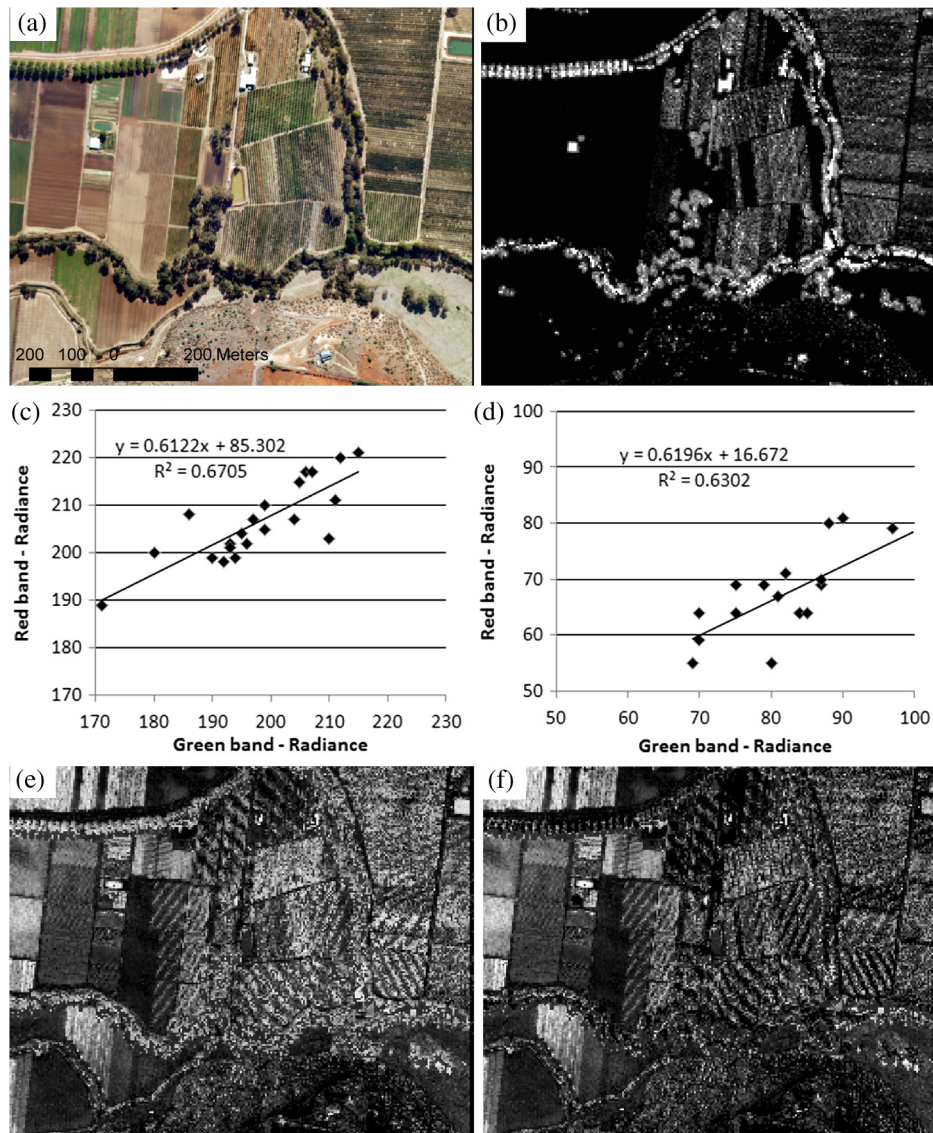 (a)
(b)
200 100 0 200 Meters
(c)
(d)
230
220
210
200
190
180
170
170 180 190 200 210 220 230
y = 0.6122x + 85.302
R² = 0.6705
Red band - Radiance
Green band - Radiance
100
90
80
70
60
50
50 60 70 80 90 100
y = 0.6196x + 16.672
R² = 0.6302
Red band - Radiance
Green band - Radiance
(e)
(f)